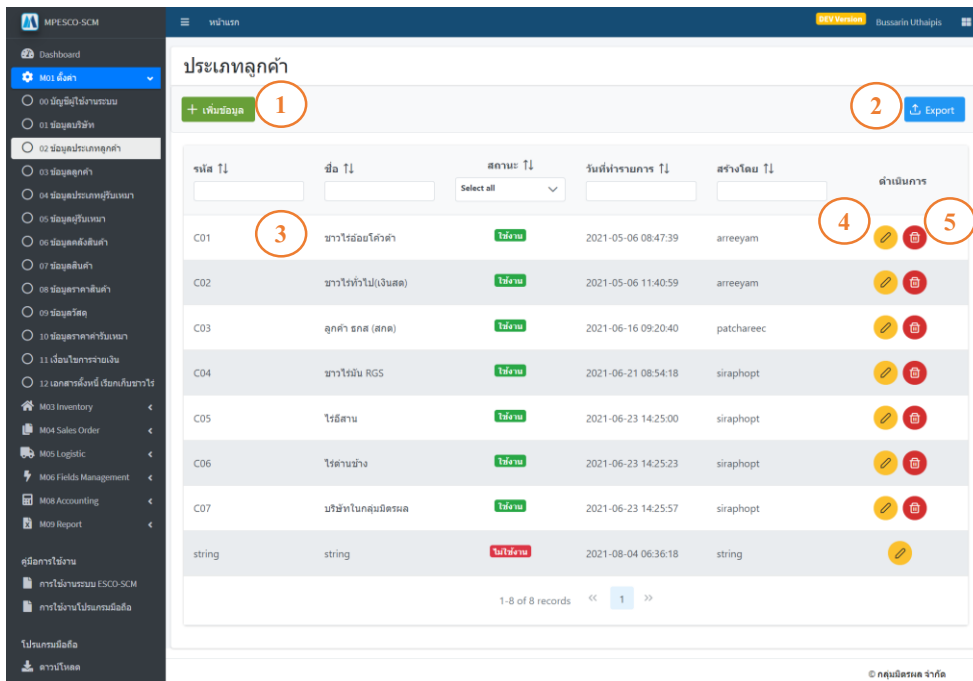 MPESCO-SCM
หน้าแรก
DEV Version
Bussarin Uthaipis
Dashboard
M01 ตั้งค่า
00 บัญชีผู้ใช้งานระบบ
01 ข้อมูลบริษัท
02 ข้อมูลประเภทลูกค้า
03 ข้อมูลลูกค้า
04 ข้อมูลประเภทผู้รับเหมา
05 ข้อมูลผู้รับเหมา
06 ข้อมูลคลังสินค้า
07 ข้อมูลสินค้า
08 ข้อมูลราคาสินค้า
09 ข้อมูลวัสดุ
10 ข้อมูลราคาค่ารับเหมา
11 เงื่อนไขการจ่ายเงิน
12 เอกสารตั้งหนี้ เรียกเก็บชาวไร่
M03 Inventory
M04 Sales Order
M05 Logistic
M06 Fields Management
M08 Accounting
M09 Report
คู่มือการใช้งาน
การใช้งานระบบ ESCO-SCM
การใช้งานโปรแกรมมือถือ
โปรแกรมมือถือ
ดาวน์โหลด
ประเภทลูกค้า
+ เพิ่มข้อมูล
1
2
Export
รหัส ชื่อ สถานะ วันที่ทำรายการ สร้างโดย ดำเนินการ
Select all
3
4
5
C01 ชาวไร่อ้อยโควต้า ใช้งาน 2021-05-06 08:47:39 arreeyam
C02 ชาวไร่ทั่วไป(เงินสด) ใช้งาน 2021-05-06 11:40:59 arreeyam
C03 ลูกค้า ธกส (สกต) ใช้งาน 2021-06-16 09:20:40 patchareec
C04 ชาวไร่มัน RGS ใช้งาน 2021-06-21 08:54:18 siraphopt
C05 ไร่อีสาน ใช้งาน 2021-06-23 14:25:00 siraphopt
C06 ไร่ด่านช้าง ใช้งาน 2021-06-23 14:25:23 siraphopt
C07 บริษัทในกลุ่มมิตรผล ใช้งาน 2021-06-23 14:25:57 siraphopt
string string ไม่ใช้งาน 2021-08-04 06:36:18 string
1-8 of 8 records « 1 »
© กลุ่มมิตรผล จำกัด